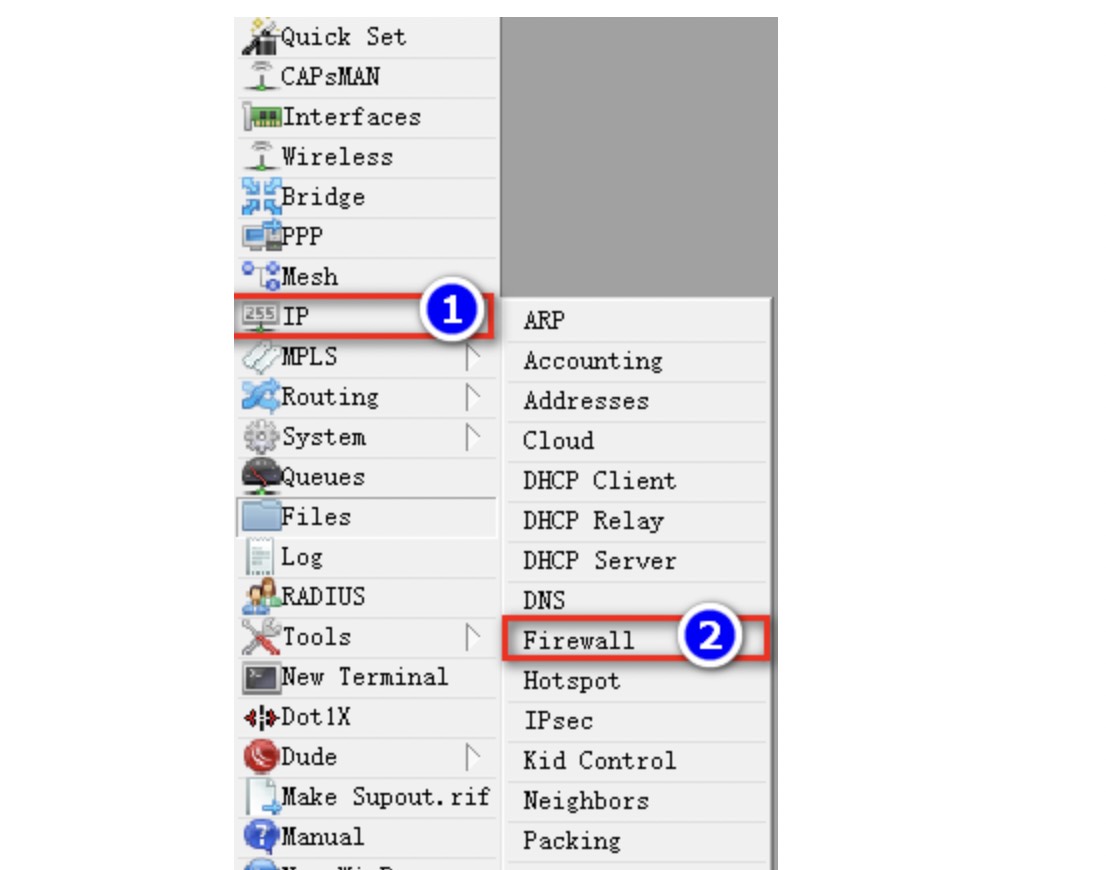 Quick Set
CAPsMAN
Interfaces
Wireless
Bridge
PPP
Mesh
255 IP
1
MPLS
Routing
System
Queues
Files
Log
RADIUS
Tools
New Terminal
Dot1X
Dude
Make Supout.rif
Manual
ARP
Accounting
Addresses
Cloud
DHCP Client
DHCP Relay
DHCP Server
DNS
Firewall
2
Hotspot
IPsec
Kid Control
Neighbors
Packing